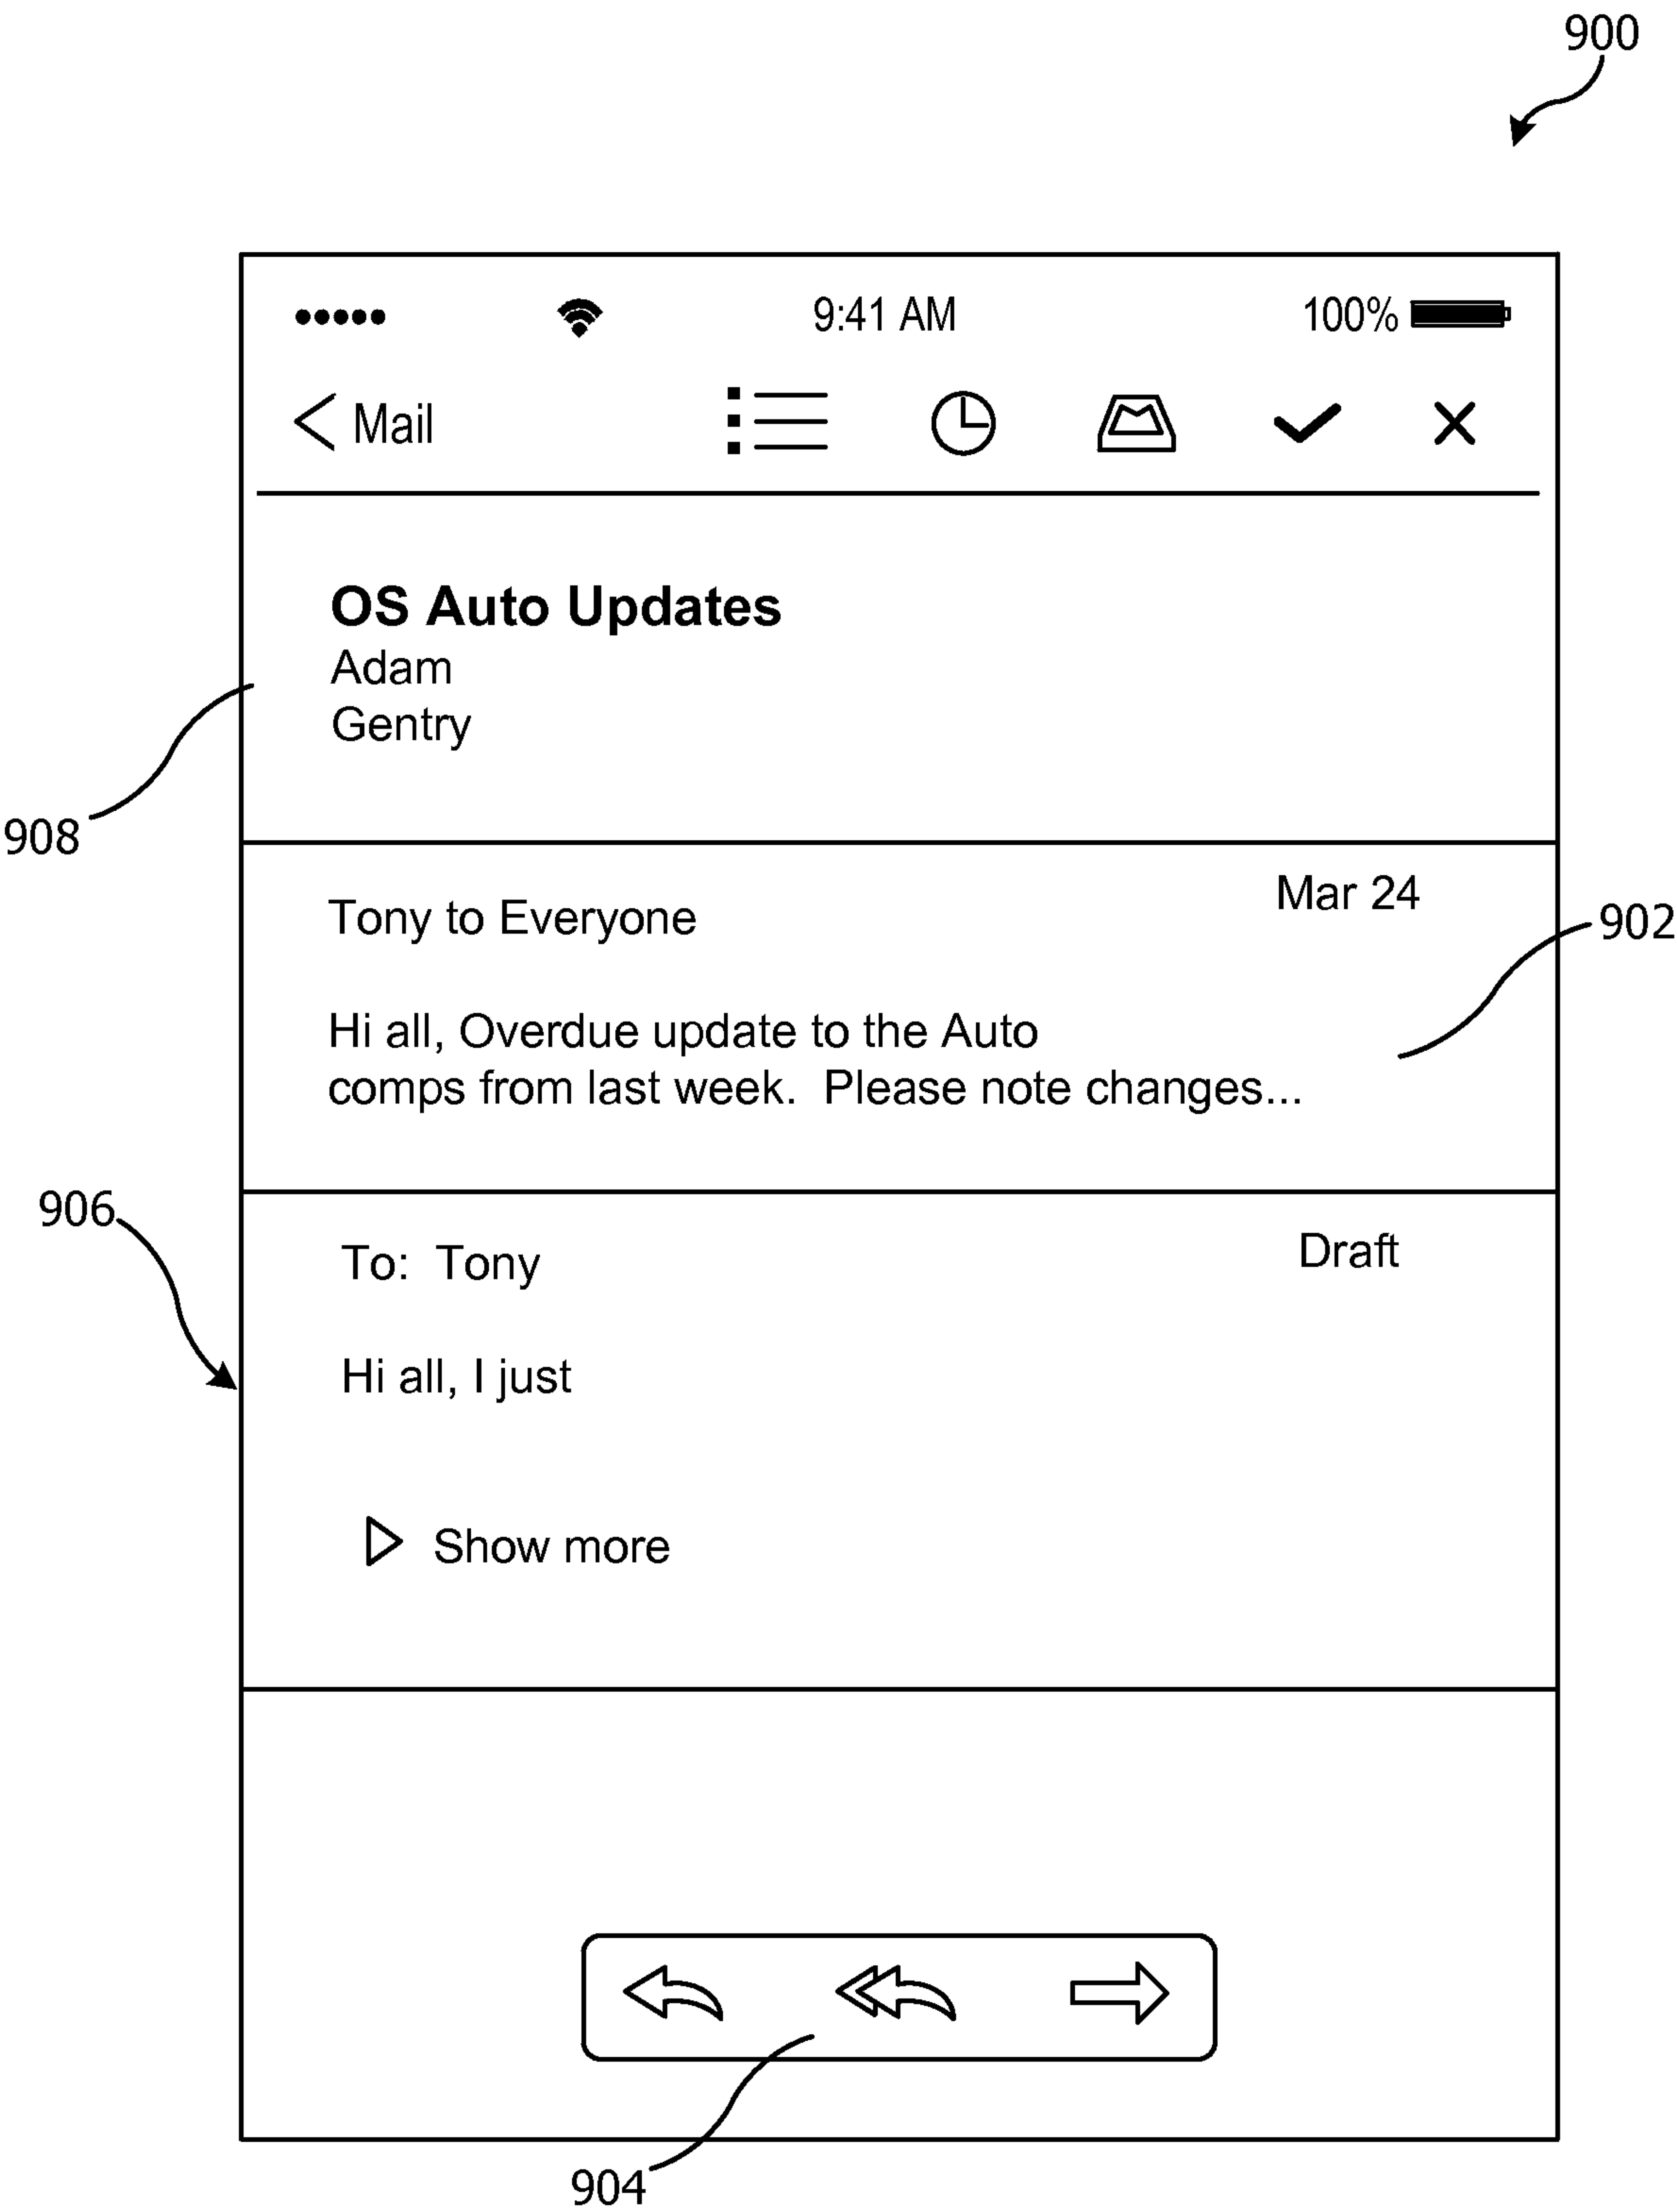 900
9:41 AM
100%
Mail
OS Auto Updates
Adam
Gentry
908
Mar 24
Tony to Everyone
902
Hi all, Overdue update to the Auto
comps from last week. Please note changes...
906
Draft
To: Tony
Hi all, I just
Show more
904